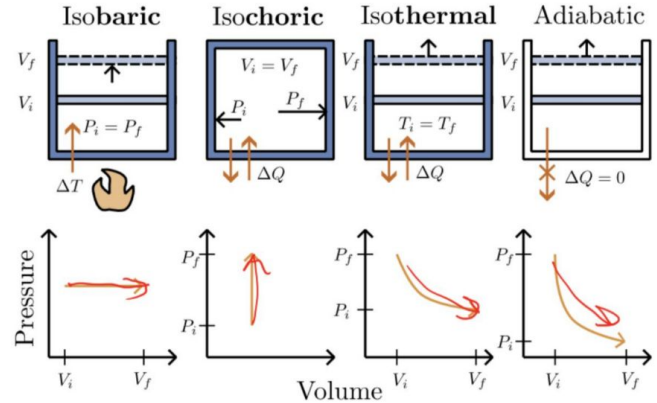 Isobaric Isochoric Isothermal Adiabatic
V_f V_i P_i = P_f ΔT
V_i = V_f P_i P_f ΔQ
V_f V_i T_i = T_f ΔQ
V_f V_i ΔQ = 0
Pressure
V_i V_f
P_f P_i
P_f P_i V_i V_f
P_f P_i V_i V_f
Volume